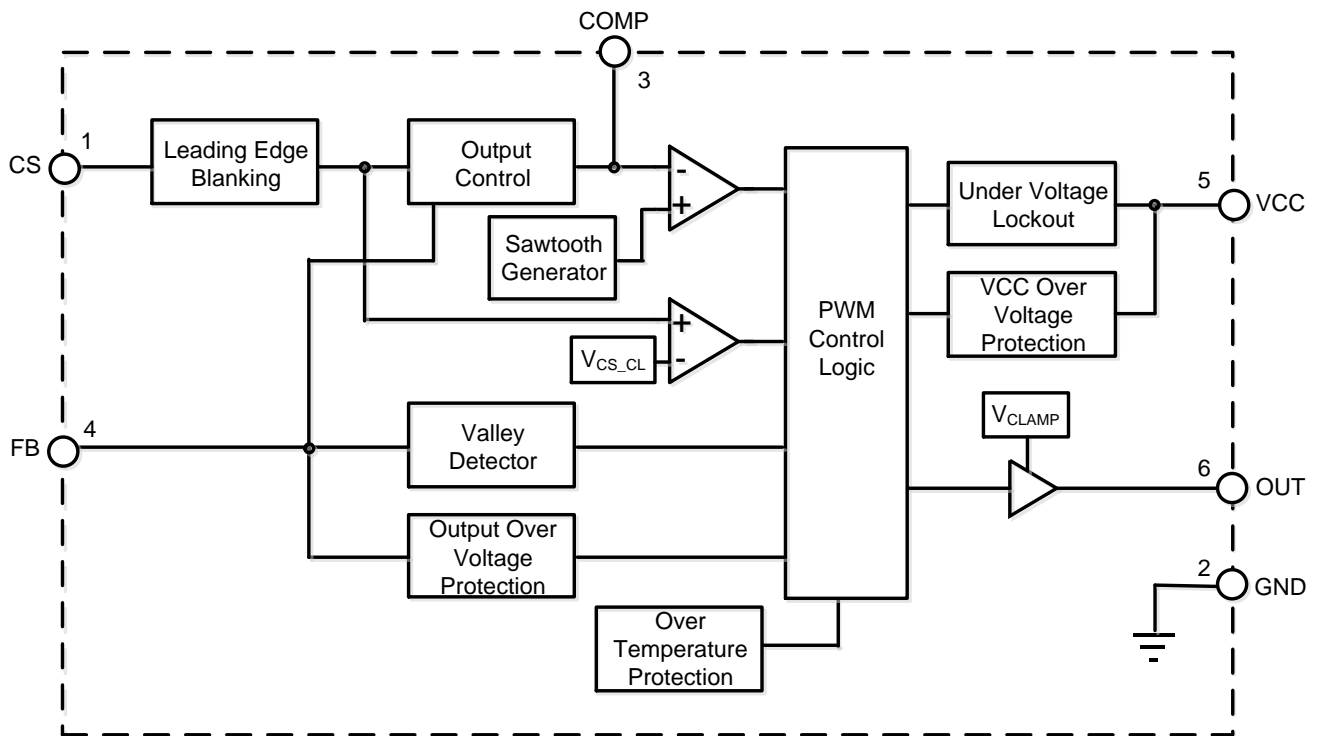 COMP
3
1
CS
Leading Edge
Blanking
Output
Control
-
+
Sawtooth
Generator
Under Voltage
Lockout
5
VCC
VCC Over
Voltage
Protection
+
-
V_CS_CL
PWM
Control
Logic
V_CLAMP
4
FB
Valley
Detector
6
OUT
Output Over
Voltage
Protection
2
GND
Over
Temperature
Protection